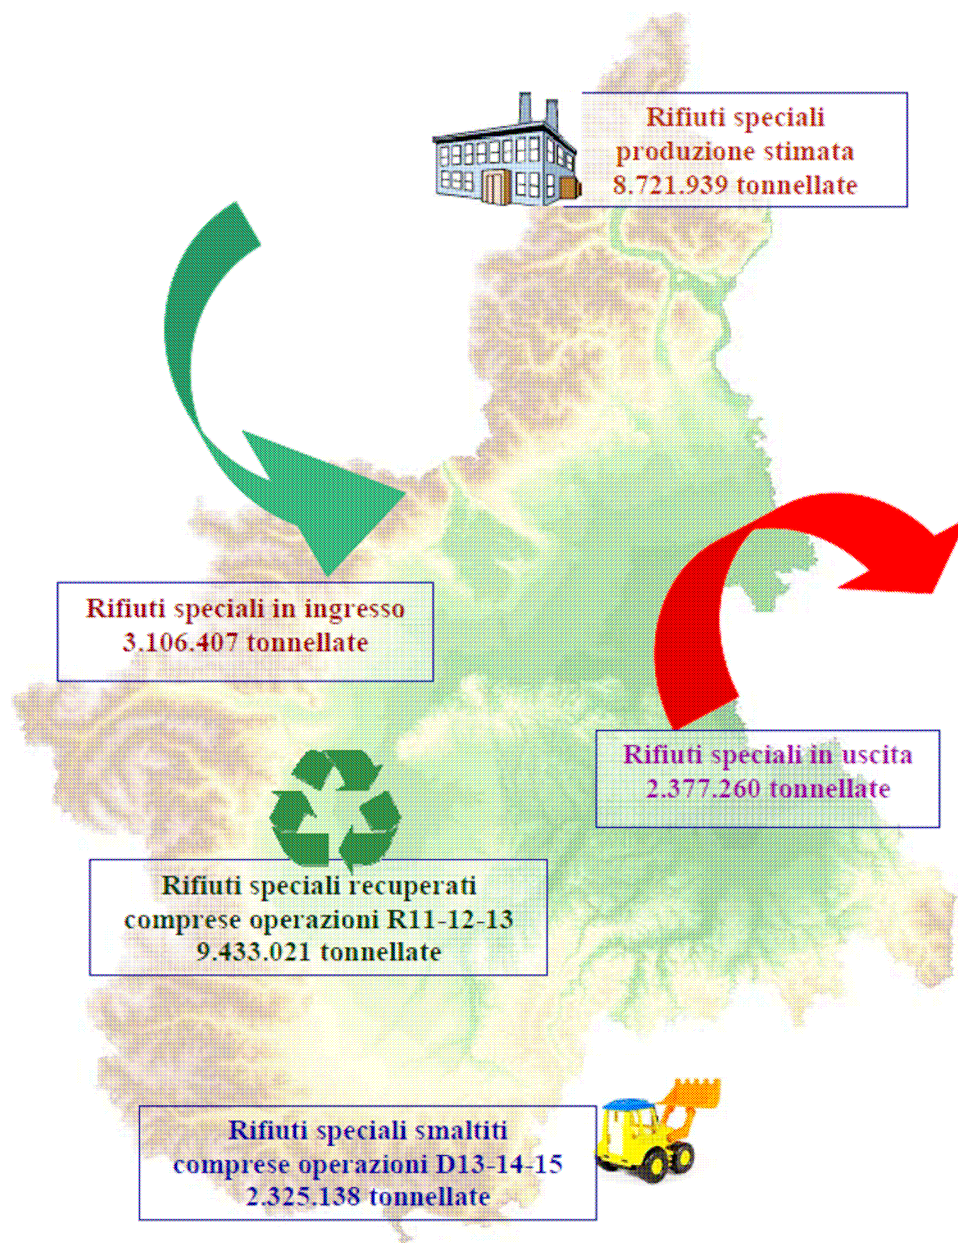 Rifiuti speciali
produzione stimata
8.721.939 tonnellate
Rifiuti speciali in ingresso
3.106.407 tonnellate
Rifiuti speciali in uscita
2.377.260 tonnellate
Rifiuti speciali recuperati
comprese operazioni R11-12-13
9.433.021 tonnellate
Rifiuti speciali smaltiti
comprese operazioni D13-14-15
2.325.138 tonnellate